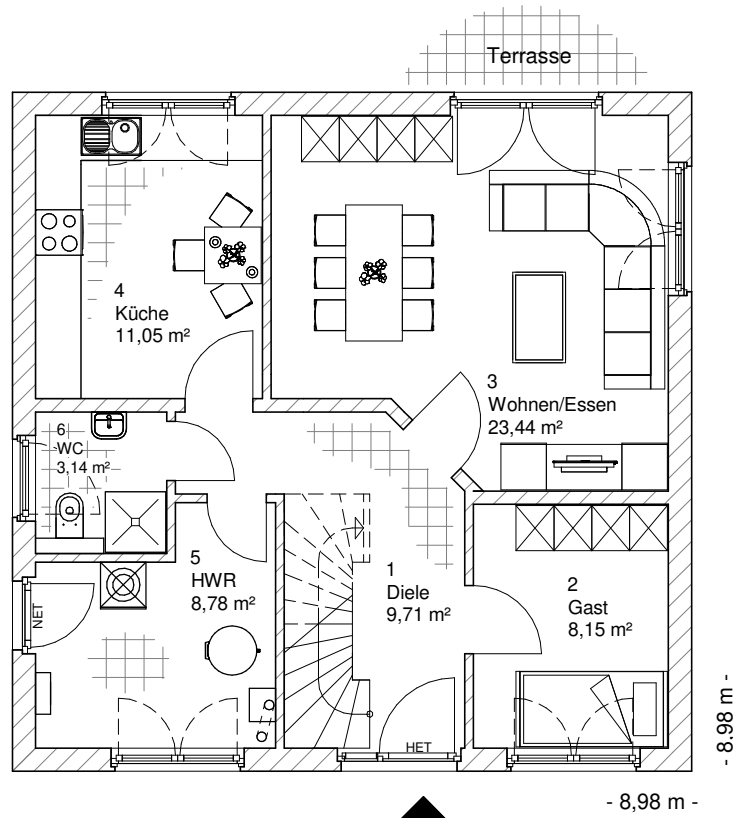 Terrasse
4
Küche
11,05 m²
3
Wohnen/Essen
23,44 m²
6
WC
3,14 m²
5
HWR
8,78 m²
1
Diele
9,71 m²
2
Gast
8,15 m²
NET
HET
- 8,98 m -
- 8,98 m -